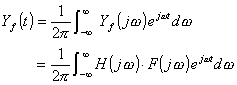 Y_f(t) = \frac{1}{2\pi} \int_{-\infty}^{\infty} Y_f(j\omega) e^{j\omega t} d\omega
= \frac{1}{2\pi} \int_{-\infty}^{\infty} H(j\omega) \cdot F(j\omega) e^{j\omega t} d\omega